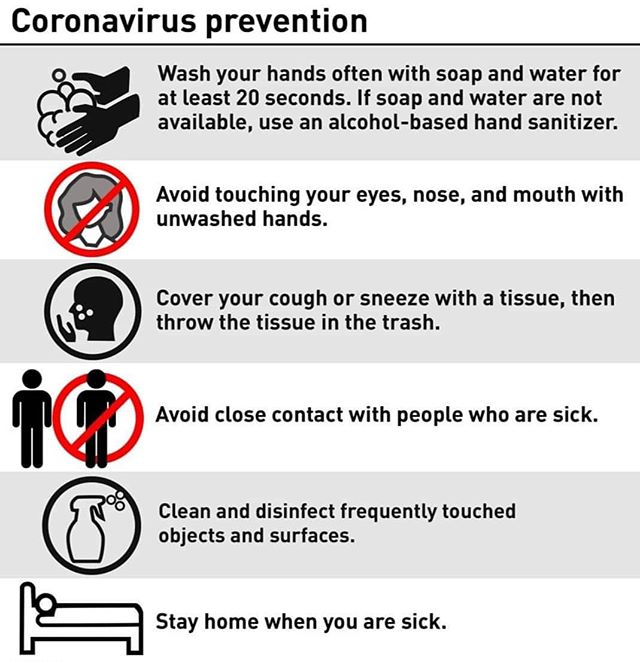 Coronavirus prevention
Wash your hands often with soap and water for
at least 20 seconds. If soap and water are not
available, use an alcohol-based hand sanitizer.
Avoid touching your eyes, nose, and mouth with
unwashed hands.
Cover your cough or sneeze with a tissue, then
throw the tissue in the trash.
Avoid close contact with people who are sick.
Clean and disinfect frequently touched
objects and surfaces.
Stay home when you are sick.